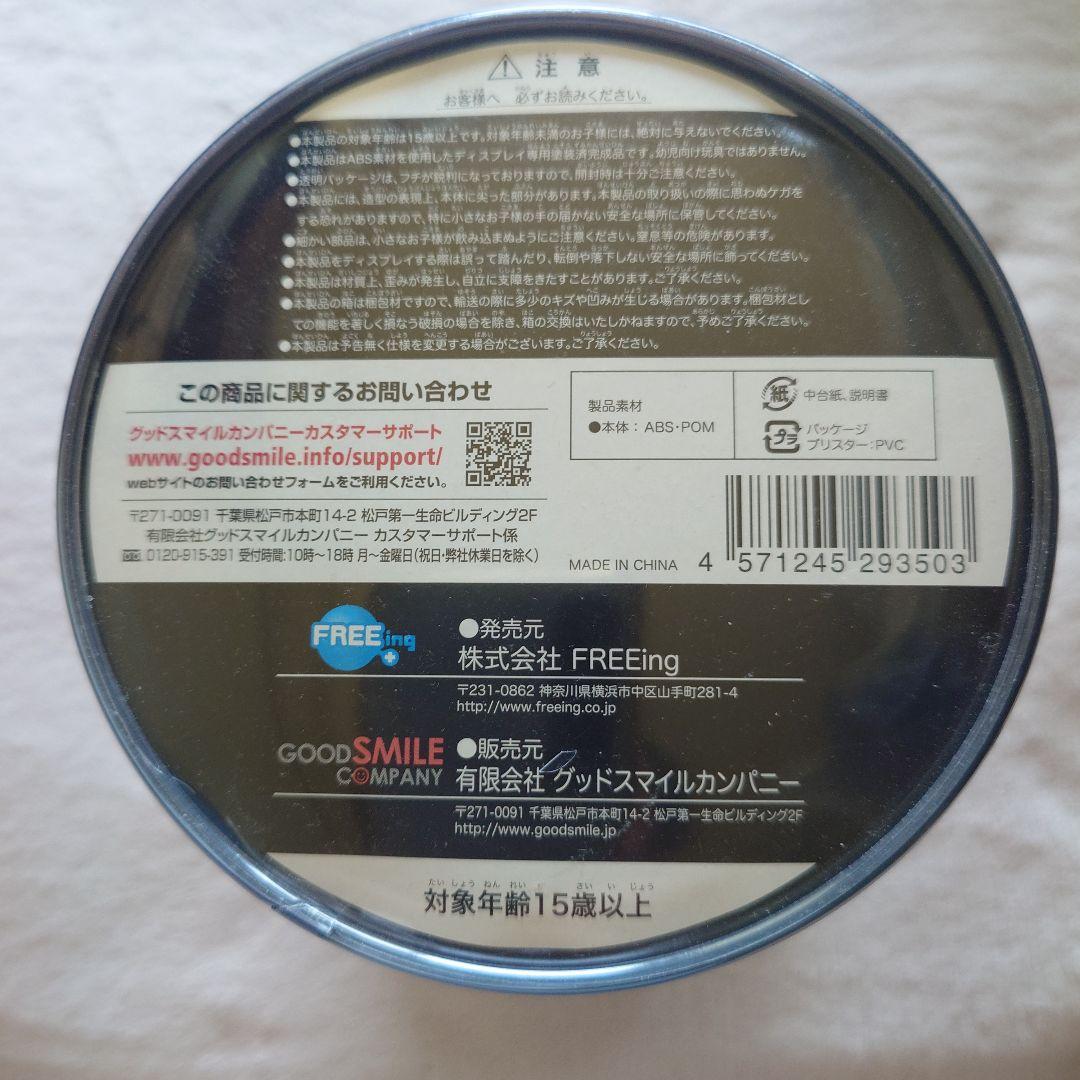 ⚠ 注意
お客様へ 必ずお読みください。
●本製品の対象年齢は15歳以上です。対象年齢未満のお子様には、絶対に与えないでください。
●本製品はABS素材を使用したディスプレイ専用塗装済完成品です。幼児向け玩具ではありません。
●透明パッケージは、フチが鋭利になっておりますので、開封時は十分ご注意ください。
●本製品には、造型の表現上、本体に尖った部分があります。本製品の取り扱いの際に思わぬケガを
する恐れがありますので、特に小さなお子様の手の届かない安全な場所に保管してください。
●細かい部品は、小さなお子様が飲み込まぬようにご注意ください。窒息等の危険があります。
●本製品をディスプレイする際は誤って踏んだり、転倒や落下しない安全な場所に飾ってください。
●本製品は材質上、歪みが発生し、自立に支障をきたすことがあります。ご了承ください。
●本製品の箱は梱包材ですので、輸送の際に多少のキズや凹みが生じる場合があります。梱包材とし
ての機能を著しく損なう破損の場合を除き、箱の交換はいたしかねますので、予めご了承ください。
●本製品は予告無く仕様を変更する場合がございます。ご了承ください。
この商品に関するお問い合わせ
グッドスマイルカンパニーカスタマーサポート
www.goodsmile.info/support/
webサイトのお問い合わせフォームをご利用ください。
〒271-0091 千葉県松戸市本町14-2 松戸第一生命ビルディング2F
有限会社グッドスマイルカンパニー カスタマーサポート係
0120-915-391 受付時間:10時～18時 月～金曜日(祝日・弊社休業日を除く)
製品素材
●本体：ABS・POM
紙 中台紙、説明書
プラ パッケージ
ブリスター：PVC
MADE IN CHINA
4 571245 293503
FREEing
●発売元
株式会社 FREEing
〒231-0862 神奈川県横浜市中区山手町281-4
http://www.freeing.co.jp
GOOD SMILE
COMPANY
●販売元
有限会社 グッドスマイルカンパニー
〒271-0091 千葉県松戸市本町14-2 松戸第一生命ビルディング2F
http://www.goodsmile.jp
たいしょうねんれい さいいじょう
対象年齢15歳以上